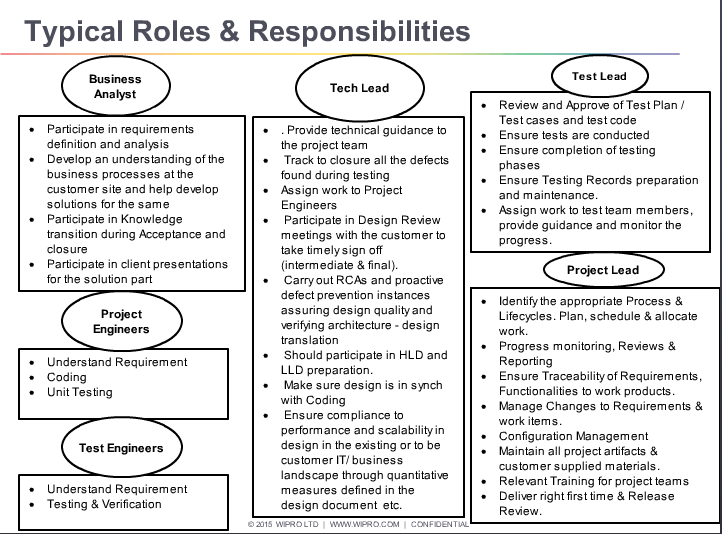 Typical Roles & Responsibilities
Business
Analyst
• Participate in requirements
definition and analysis
• Develop an understanding of the
business processes at the
customer site and help develop
solutions for the same
• Participate in Knowledge
transition during Acceptance and
closure
• Participate in client presentations
for the solution part
Project
Engineers
• Understand Requirement
• Coding
• Unit Testing
Test Engineers
• Understand Requirement
• Testing & Verification
Tech Lead
• . Provide technical guidance to
the project team
• Track to closure all the defects
found during testing
• Assign work to Project
Engineers
• Participate in Design Review
meetings with the customer to
take timely sign off
(intermediate & final).
• Carry out RCAs and proactive
defect prevention instances
assuring design quality and
verifying architecture - design
translation
• Should participate in HLD and
LLD preparation.
• Make sure design is in synch
with Coding
• Ensure compliance to
performance and scalability in
design in the existing or to be
customer IT/ business
landscape through quantitative
measures defined in the
design document etc.
Test Lead
• Review and Approve of Test Plan /
Test cases and test code
• Ensure tests are conducted
• Ensure completion of testing
phases
• Ensure Testing Records preparation
and maintenance.
• Assign work to test team members,
provide guidance and monitor the
progress.
Project Lead
• Identify the appropriate Process &
Lifecycles. Plan, schedule & allocate
work.
• Progress monitoring, Reviews &
Reporting
• Ensure Traceability of Requirements,
Functionalities to work products.
• Manage Changes to Requirements &
work items.
• Configuration Management
• Maintain all project artifacts &
customer supplied materials.
• Relevant Training for project teams
• Deliver right first time & Release
Review.
© 2015 WIPRO LTD | WWW.WIPRO.COM | CONFIDENTIAL